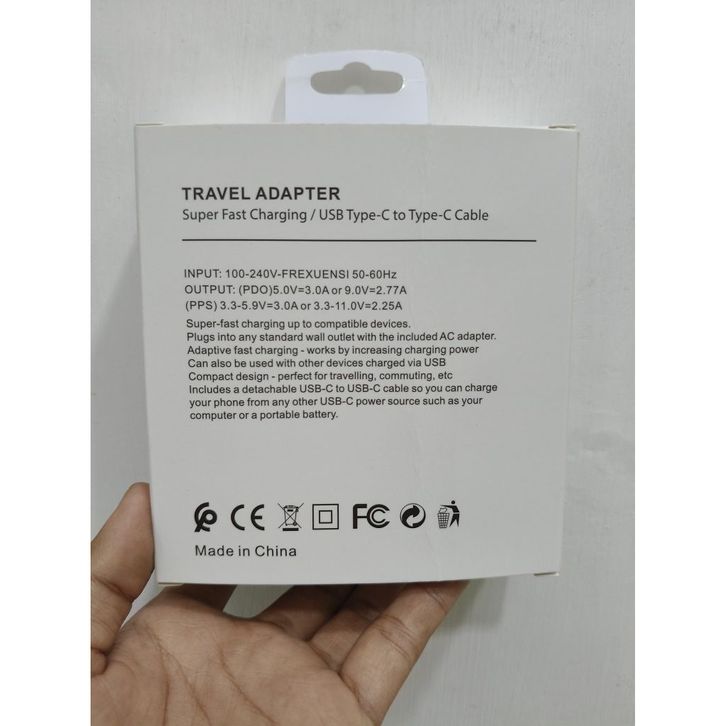 TRAVEL ADAPTER
Super Fast Charging / USB Type-C to Type-C Cable
INPUT: 100-240V-FREXUENSI 50-60Hz
OUTPUT: (PDO)5.0V=3.0A or 9.0V=2.77A
(PPS) 3.3-5.9V=3.0A or 3.3-11.0V=2.25A
Super-fast charging up to compatible devices.
Plugs into any standard wall outlet with the included AC adapter.
Adaptive fast charging - works by increasing charging power
Can also be used with other devices charged via USB
Compact design - perfect for travelling, commuting, etc
Includes a detachable USB-C to USB-C cable so you can charge
your phone from any other USB-C power source such as your
computer or a portable battery.
CE FC
Made in China